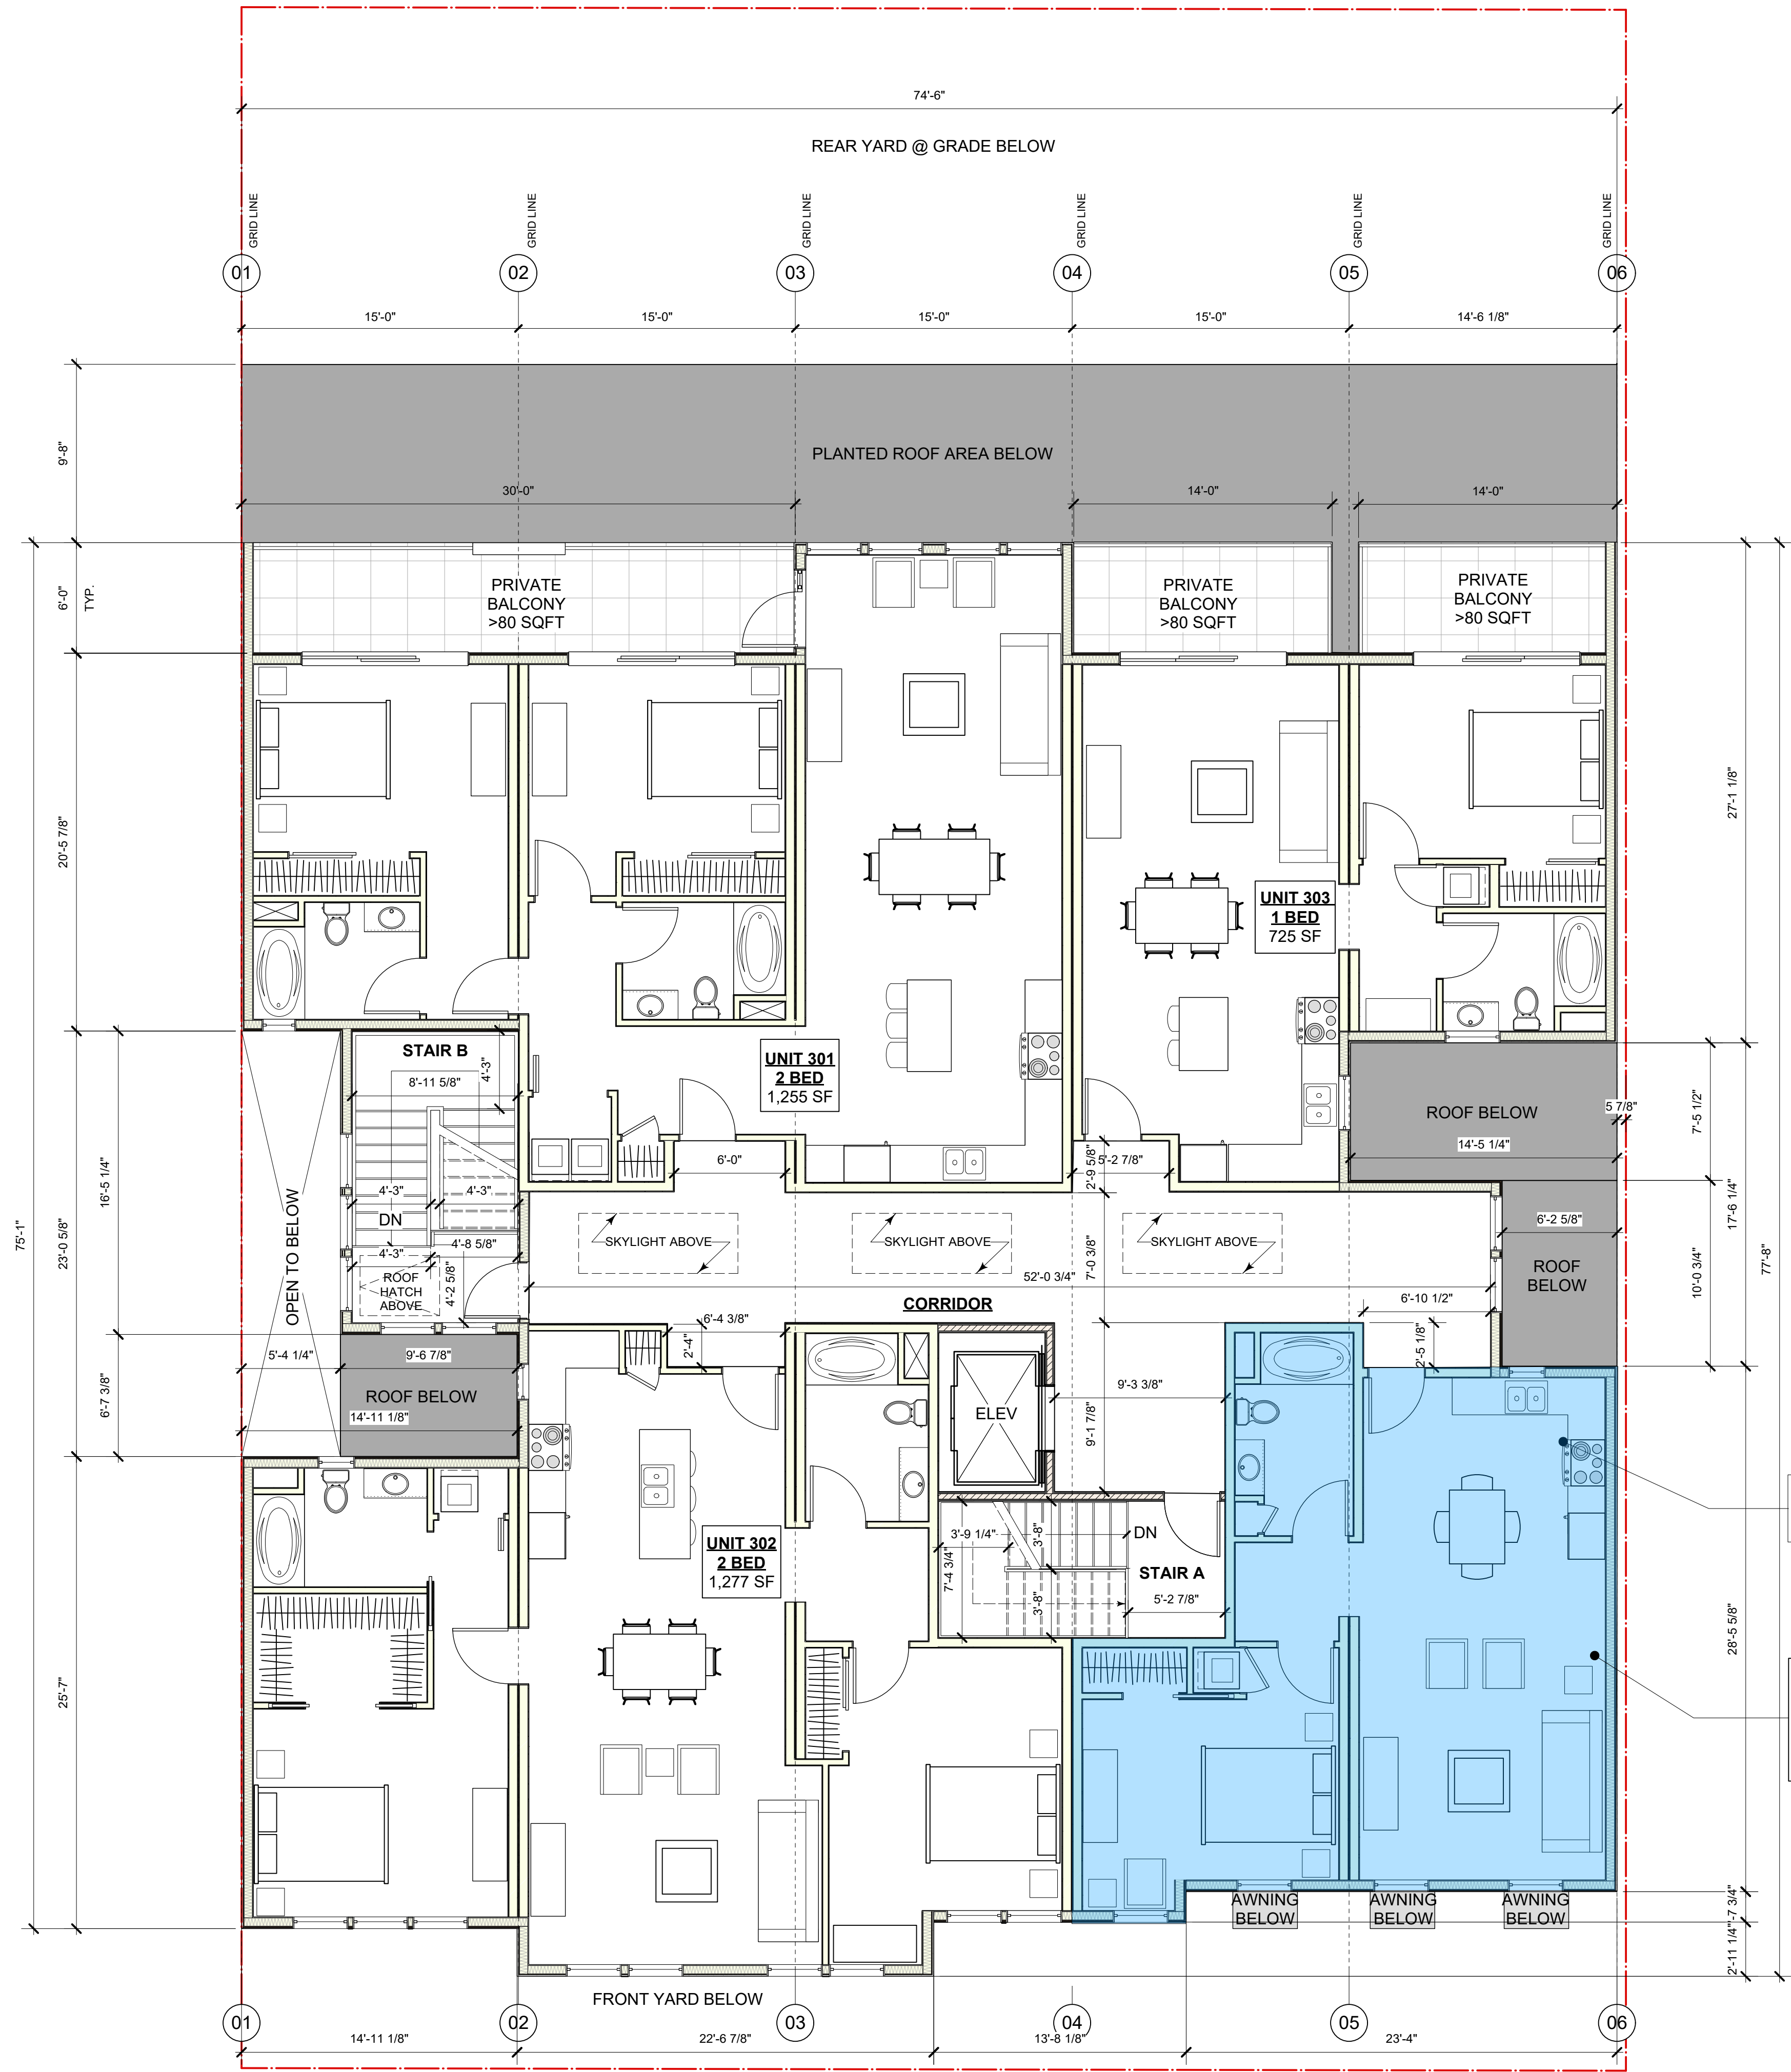 74'-6"
REAR YARD @ GRADE BELOW
GRID LINE
GRID LINE
GRID LINE
GRID LINE
GRID LINE
GRID LINE
01
02
03
04
05
06
15'-0"
15'-0"
15'-0"
15'-0"
14'-6 1/8"
9'-8"
PLANTED ROOF AREA BELOW
30'-0"
14'-0"
14'-0"
6'-0"
TYP.
PRIVATE
BALCONY
>80 SQFT
PRIVATE
BALCONY
>80 SQFT
PRIVATE
BALCONY
>80 SQFT
20'-5 7/8"
27'-1 1/8"
UNIT 303
1 BED
725 SF
UNIT 301
2 BED
1,255 SF
STAIR B
8'-11 5/8"
4'-3"
ROOF BELOW
14'-5 1/4"
5 7/8"
7'-5 1/2"
6'-0"
2'-9 5/8"
5'-2 7/8"
75'-1"
23'-0 5/8"
16'-5 1/4"
OPEN TO BELOW
4'-3"
4'-3"
DN
4'-3"
4'-8 5/8"
4'-2 5/8"
ROOF
HATCH
ABOVE
SKYLIGHT ABOVE
SKYLIGHT ABOVE
SKYLIGHT ABOVE
7'-0 3/8"
52'-0 3/4"
CORRIDOR
6'-2 5/8"
ROOF
BELOW
10'-0 3/4"
17'-6 1/4"
77'-8"
6'-10 1/2"
2'-5 1/8"
6'-4 3/8"
2'-4"
5'-4 1/4"
9'-6 7/8"
ROOF BELOW
14'-11 1/8"
6'-7 3/8"
ELEV
9'-3 3/8"
9'-1 7/8"
UNIT 302
2 BED
1,277 SF
3'-9 1/4"
3'-8"
DN
7'-4 3/4"
3'-8"
STAIR A
5'-2 7/8"
25'-7"
28'-5 5/8"
AWNING
BELOW
AWNING
BELOW
AWNING
BELOW
-7 3/4"
2'-11 1/4"
FRONT YARD BELOW
01
02
03
04
05
06
14'-11 1/8"
22'-6 7/8"
13'-8 1/8"
23'-4"